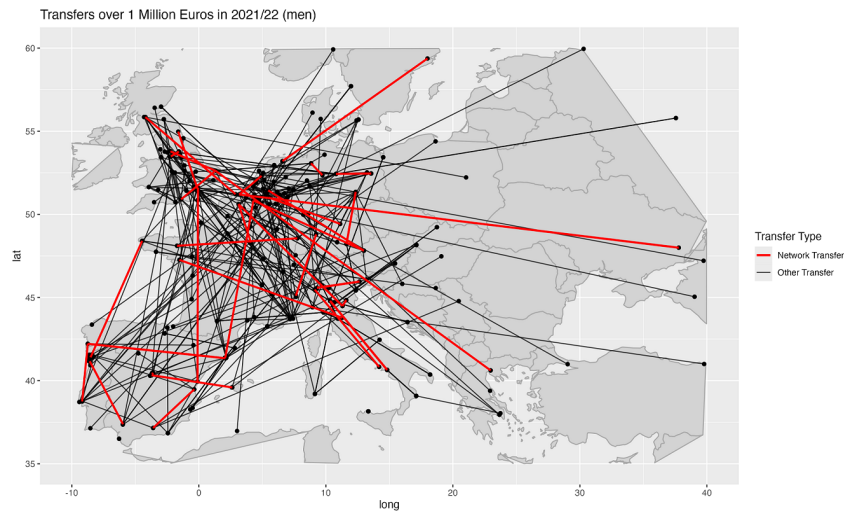 Transfers over 1 Million Euros in 2021/22 (men)
60
55
50
45
40
35
lat
-10
0
10
20
30
40
long
Transfer Type
Network Transfer
Other Transfer